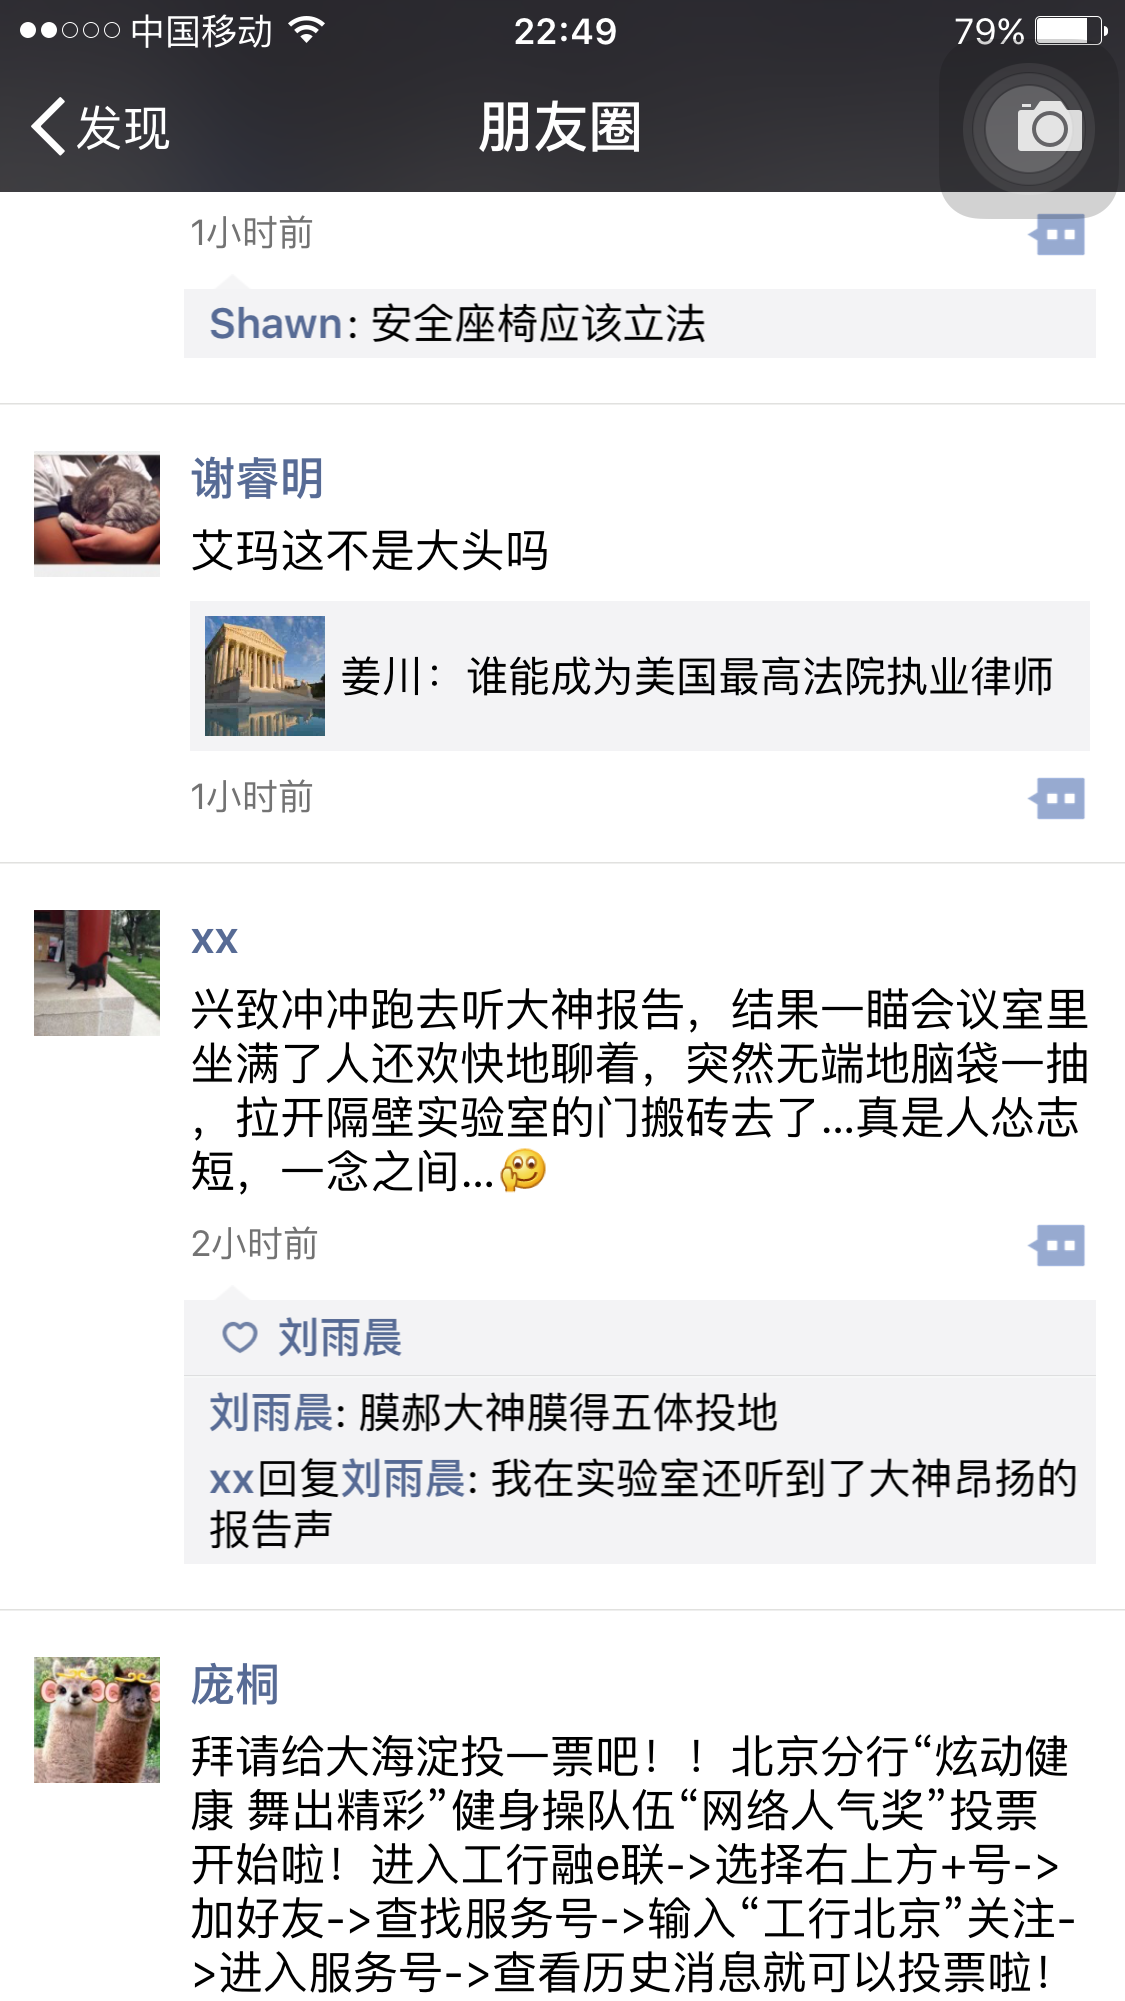 中国移动 22:49 79%
发现 朋友圈
1小时前
Shawn: 安全座椅应该立法
谢睿明
艾玛这不是大头吗
姜川：谁能成为美国最高法院执业律师
1小时前
xx
兴致冲冲跑去听大神报告，结果一瞄会议室里
坐满了人还欢快地聊着，突然无端地脑袋一抽
，拉开隔壁实验室的门搬砖去了...真是人怂志
短，一念之间...
2小时前
刘雨晨
刘雨晨: 膜郝大神膜得五体投地
xx回复刘雨晨: 我在实验室还听到了大神昂扬的
报告声
庞桐
拜请给大海淀投一票吧！！北京分行“炫动健
康 舞出精彩”健身操队伍“网络人气奖”投票
开始啦！进入工行融e联->选择右上方+号->
加好友->查找服务号->输入“工行北京”关注-
>进入服务号->查看历史消息就可以投票啦！